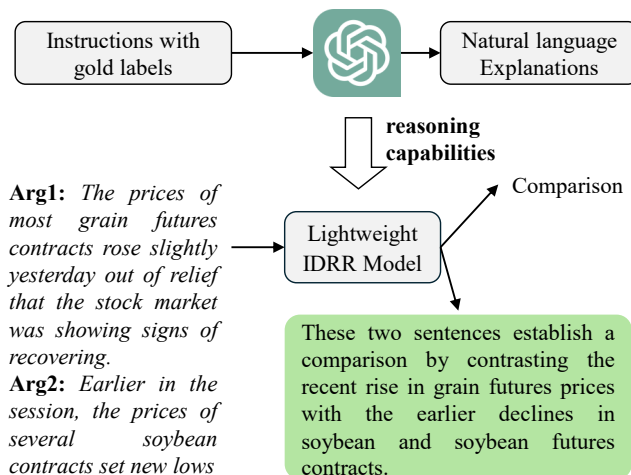 Instructions with
gold labels
Natural language
Explanations
reasoning
capabilities
Arg1: The prices of
most grain futures
contracts rose slightly
yesterday out of relief
that the stock market
was showing signs of
recovering.
Arg2: Earlier in the
session, the prices of
several soybean
contracts set new lows
Lightweight
IDRR Model
Comparison
These two sentences establish a
comparison by contrasting the
recent rise in grain futures prices
with the earlier declines in
soybean and soybean futures
contracts.